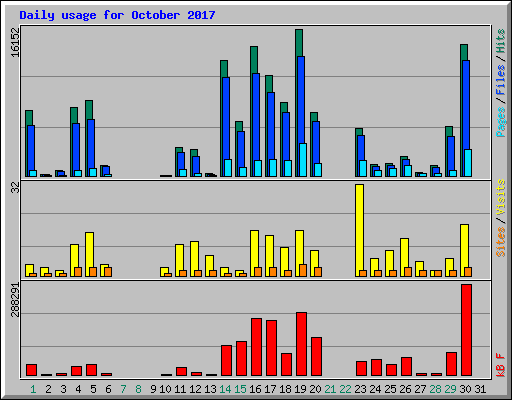 Daily usage for October 2017
16152
Pages / Files / Hits
32
Sites / Visits
288291
kB F
1 2 3 4 5 6 7 8 9 10 11 12 13 14 15 16 17 18 19 20 21 22 23 24 25 26 27 28 29 30 31